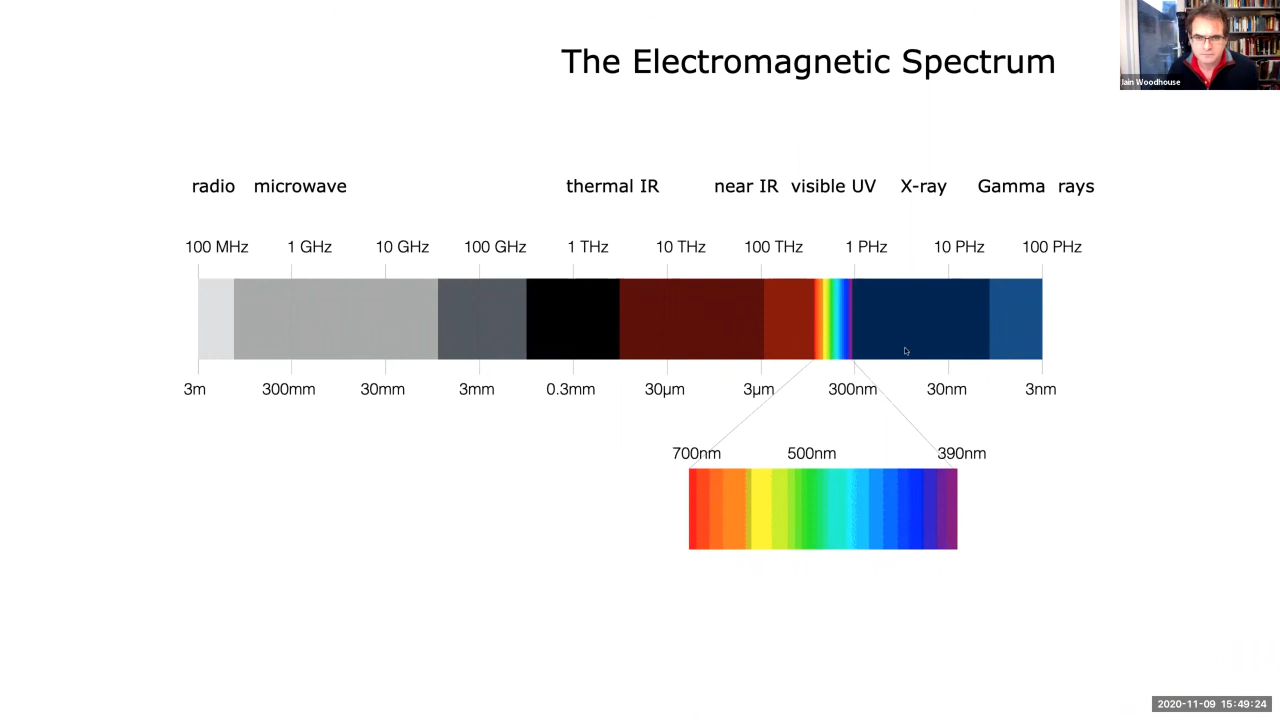 The Electromagnetic Spectrum
Iain Woodhouse
radio microwave thermal IR near IR visible UV X-ray Gamma rays
100 MHz 1 GHz 10 GHz 100 GHz 1 THz 10 THz 100 THz 1 PHz 10 PHz 100 PHz
3m 300mm 30mm 3mm 0.3mm 30µm 3µm 300nm 30nm 3nm
700nm 500nm 390nm
2020-11-09 15:49:24